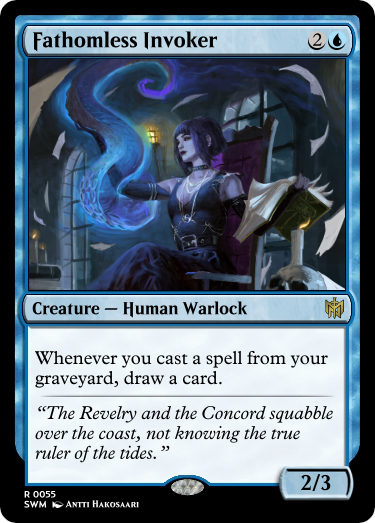 Fathomless Invoker 2
Creature — Human Warlock
Whenever you cast a spell from your
graveyard, draw a card.
“The Revelry and the Concord squabble
over the coast, not knowing the true
ruler of the tides.”
2/3
R 0055
SWM Antti Hakosaari